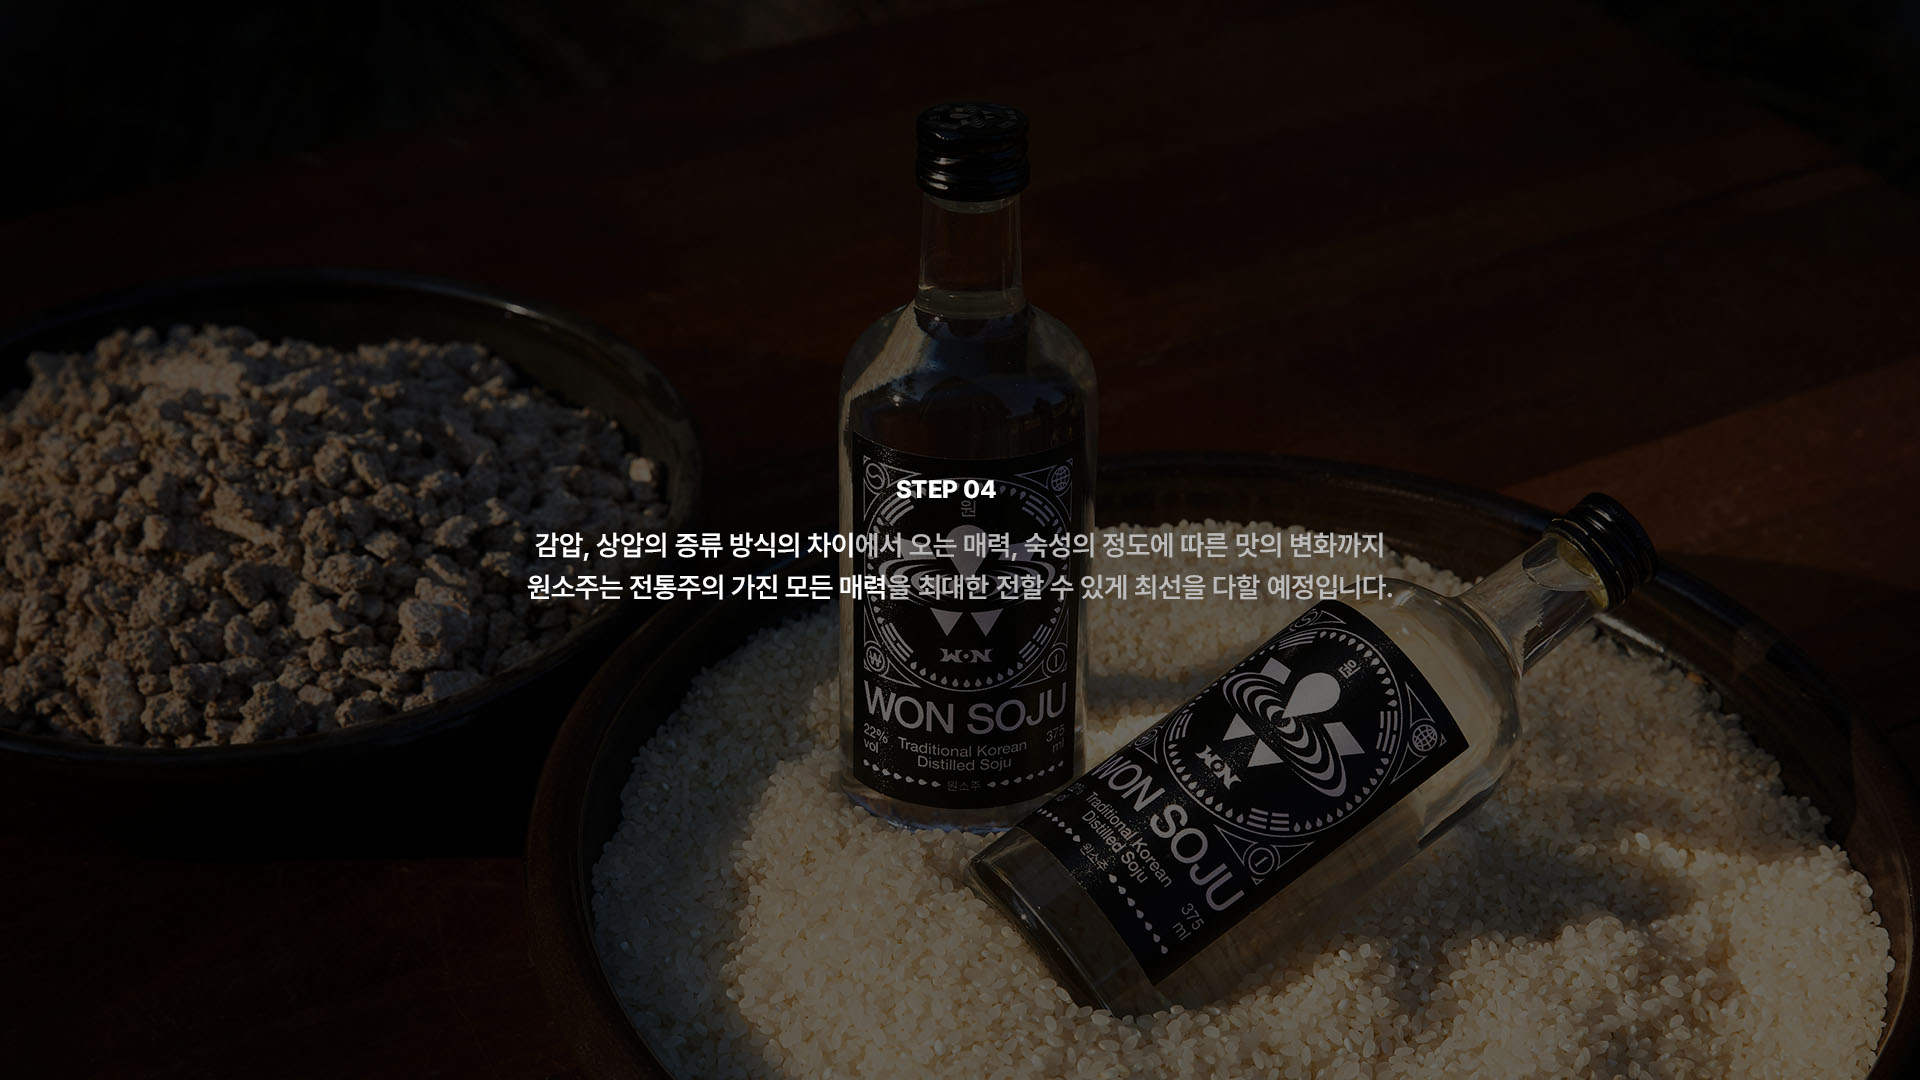 STEP 04
감압, 상압의 증류 방식의 차이에서 오는 매력, 숙성의 정도에 따른 맛의 변화까지
원소주는 전통주의 가진 모든 매력을 최대한 전할 수 있게 최선을 다할 예정입니다.
원
WON
WON SOJU
22% vol
Traditional Korean
Distilled Soju
375 ml
원소주
원
WON
WON SOJU
Traditional Korean
Distilled Soju
375 ml
원소주